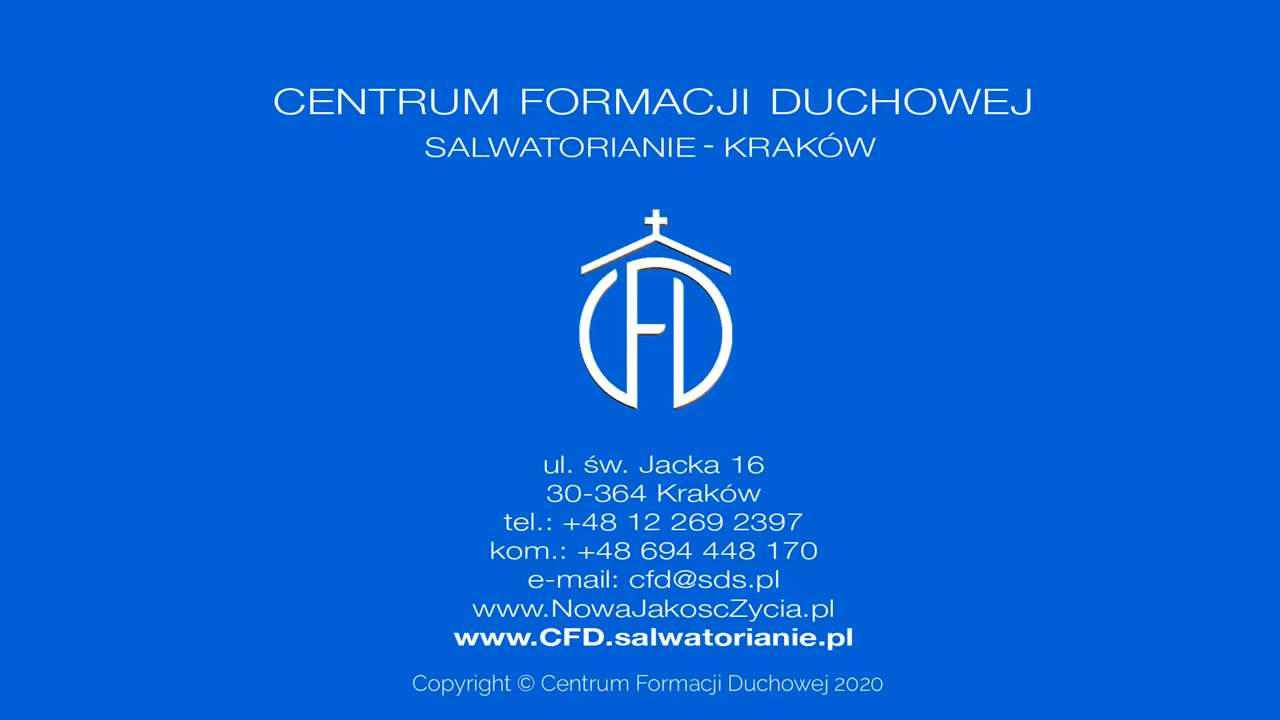 CENTRUM FORMACJI DUCHOWEJ
SALWATORIANIE - KRAKÓW
CFD
ul. św. Jacka 16
30-364 Kraków
tel.: +48 12 269 2397
kom.: +48 694 448 170
e-mail: cfd@sds.pl
www.NowaJakoscZycia.pl
www.CFD.salwatorianie.pl
Copyright © Centrum Formacji Duchowej 2020